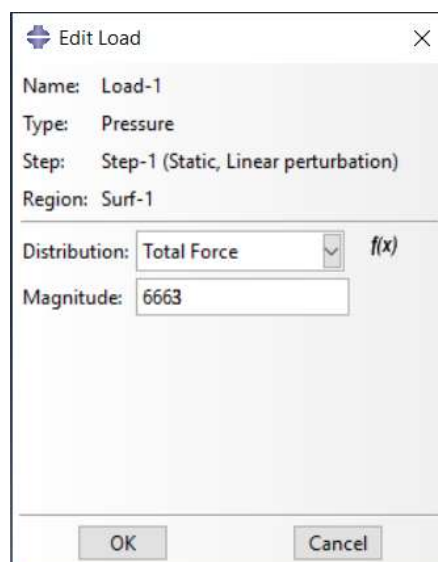 Edit Load
Name: Load-1
Type: Pressure
Step: Step-1 (Static, Linear perturbation)
Region: Surf-1
Distribution: Total Force f(x)
Magnitude: 6663
OK Cancel